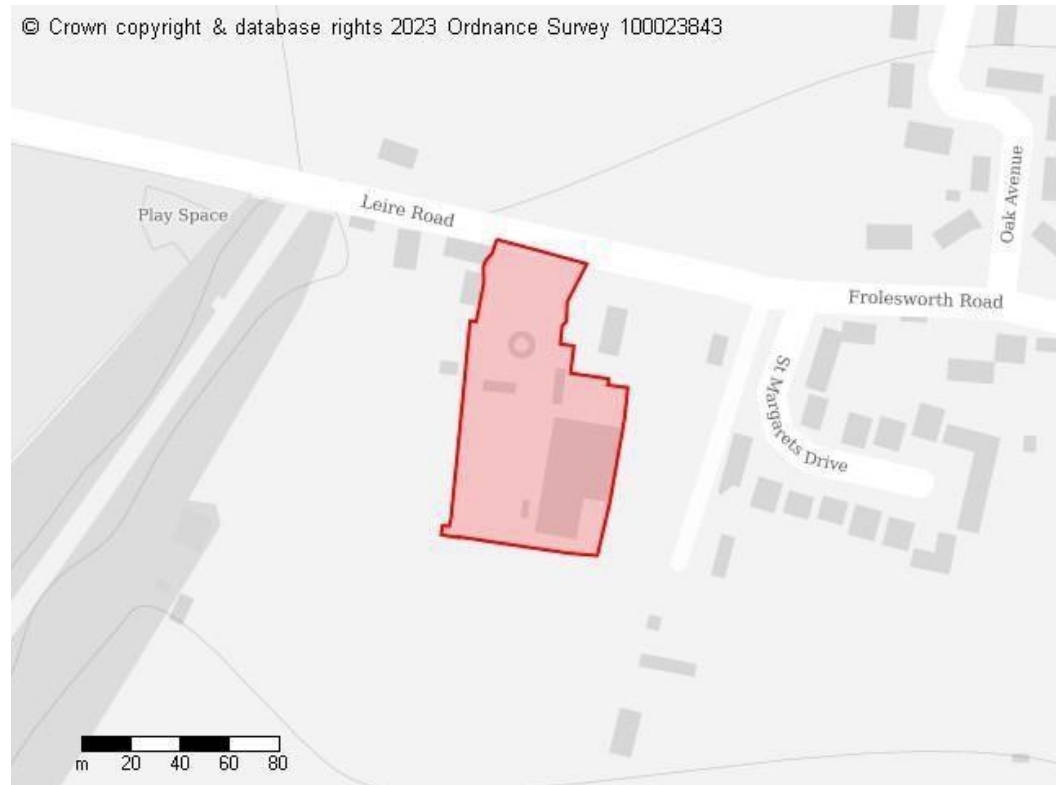 © Crown copyright & database rights 2023 Ordnance Survey 100023843
Play Space
Leire Road
Oak Avenue
Frolesworth Road
St Margarets Drive
m 20 40 60 80